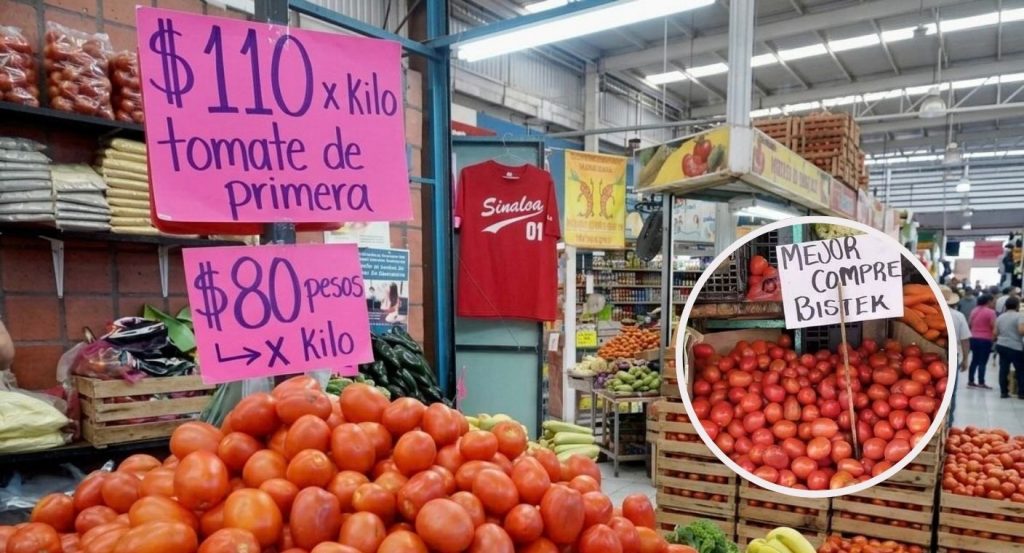 $110 x Kilo
tomate de
primera
$80 pesos
↳ x Kilo
Sinaloa
01
MEJOR
COMPRE
BISTEK